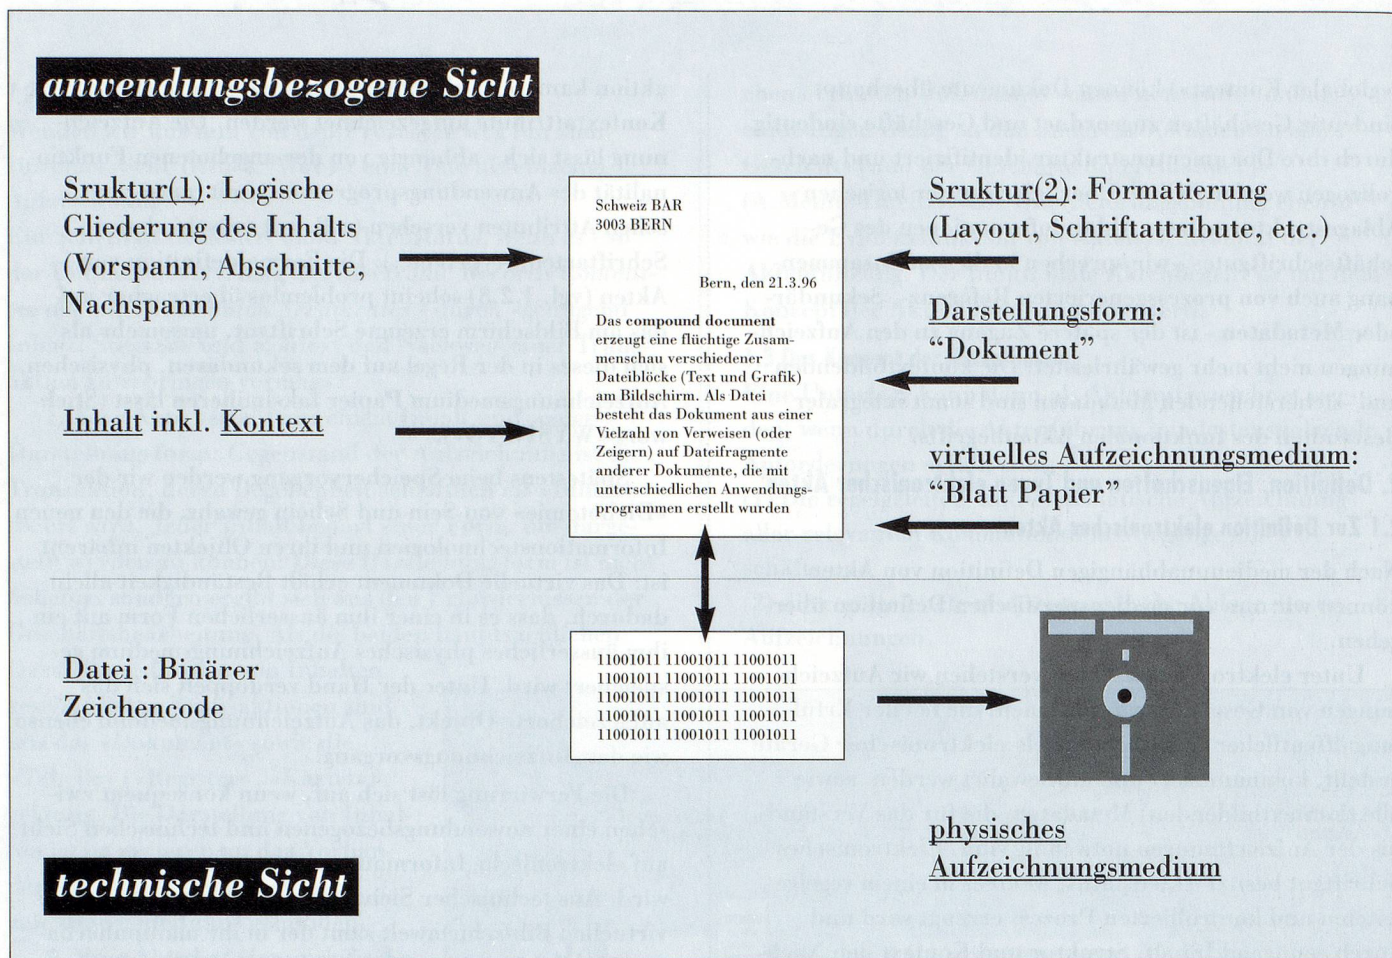 anwendungsbezogene Sicht
Sruktur(1): Logische
Gliederung des Inhalts
(Vorspann, Abschnitte,
Nachspann)
Inhalt inkl. Kontext
Schweiz BAR
3003 BERN
Bern, den 21.3.96
Das compound document
erzeugt eine flüchtige Zusam-
menschau verschiedener
Dateiblöcke (Text und Grafik)
am Bildschirm. Als Datei
besteht das Dokument aus einer
Vielzahl von Verweisen (oder
Zeigern) auf Dateifragmente
anderer Dokumente, die mit
unterschiedlichen Anwendungs-
programmen erstellt wurden
Sruktur(2): Formatierung
(Layout, Schriftattribute, etc.)
Darstellungsform:
“Dokument”
virtuelles Aufzeichnungsmedium:
“Blatt Papier”
Datei : Binärer
Zeichencode
11001011 11001011 11001011
11001011 11001011 11001011
11001011 11001011 11001011
11001011 11001011 11001011
11001011 11001011 11001011
physisches
Aufzeichnungsmedium
technische Sicht